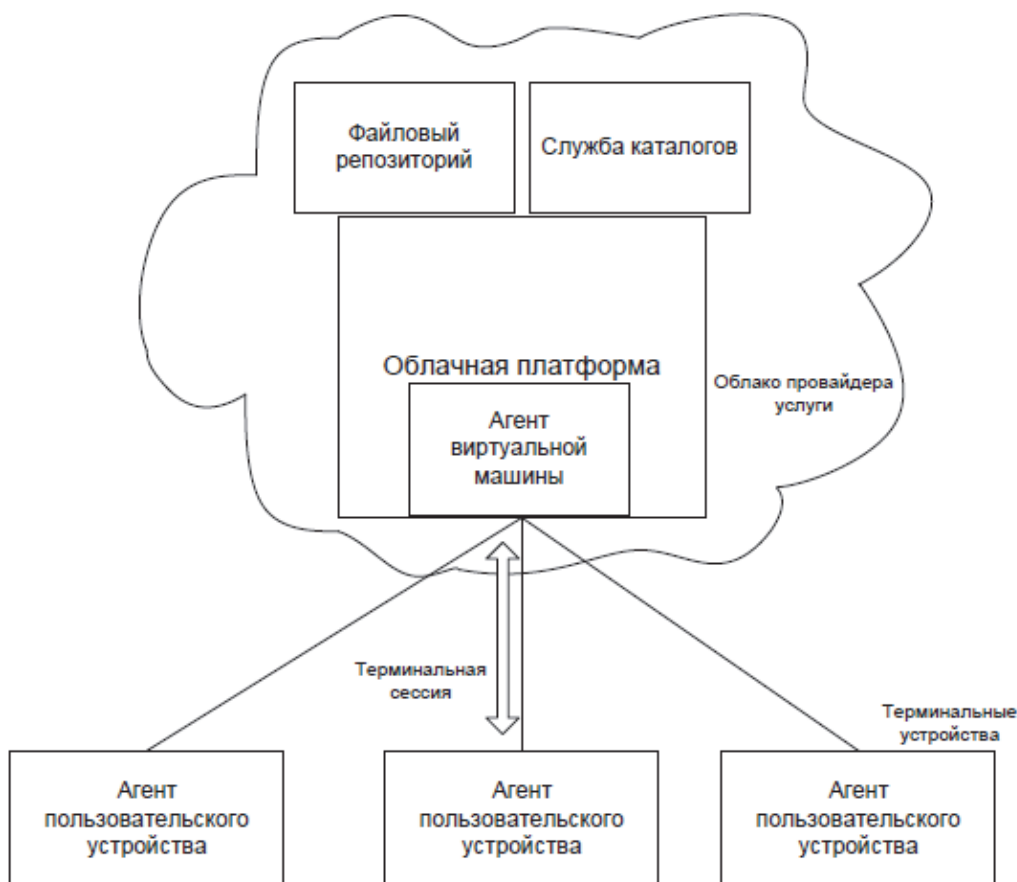 Файловый
репозиторий
Служба каталогов
Облачная платформа
Облако провайдера
услуги
Агент
виртуальной
машины
Терминальная
сессия
Терминальные
устройства
Агент
пользовательского
устройства
Агент
пользовательского
устройства
Агент
пользовательского
устройства